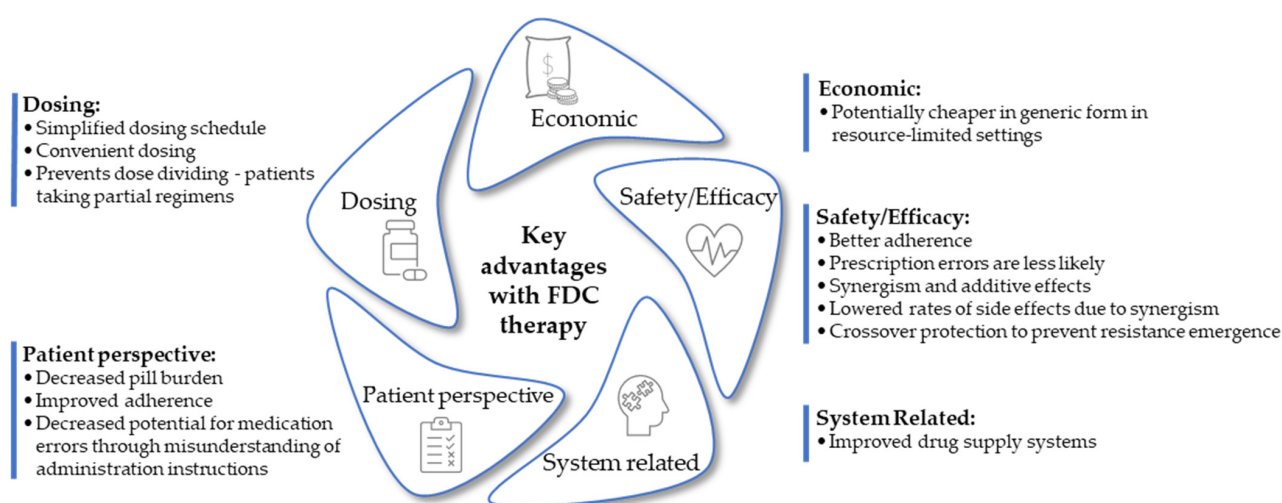 Dosing:
• Simplified dosing schedule
• Convenient dosing
• Prevents dose dividing - patients
taking partial regimens
Patient perspective:
• Decreased pill burden
• Improved adherence
• Decreased potential for medication
errors through misunderstanding of
administration instructions
$
Economic
Safety/Efficacy
Dosing
Key
advantages
with FDC
therapy
Patient perspective
System related
Economic:
• Potentially cheaper in generic form in
resource-limited settings
Safety/Efficacy:
• Better adherence
• Prescription errors are less likely
• Synergism and additive effects
• Lowered rates of side effects due to synergism
• Crossover protection to prevent resistance emergence
System Related:
• Improved drug supply systems